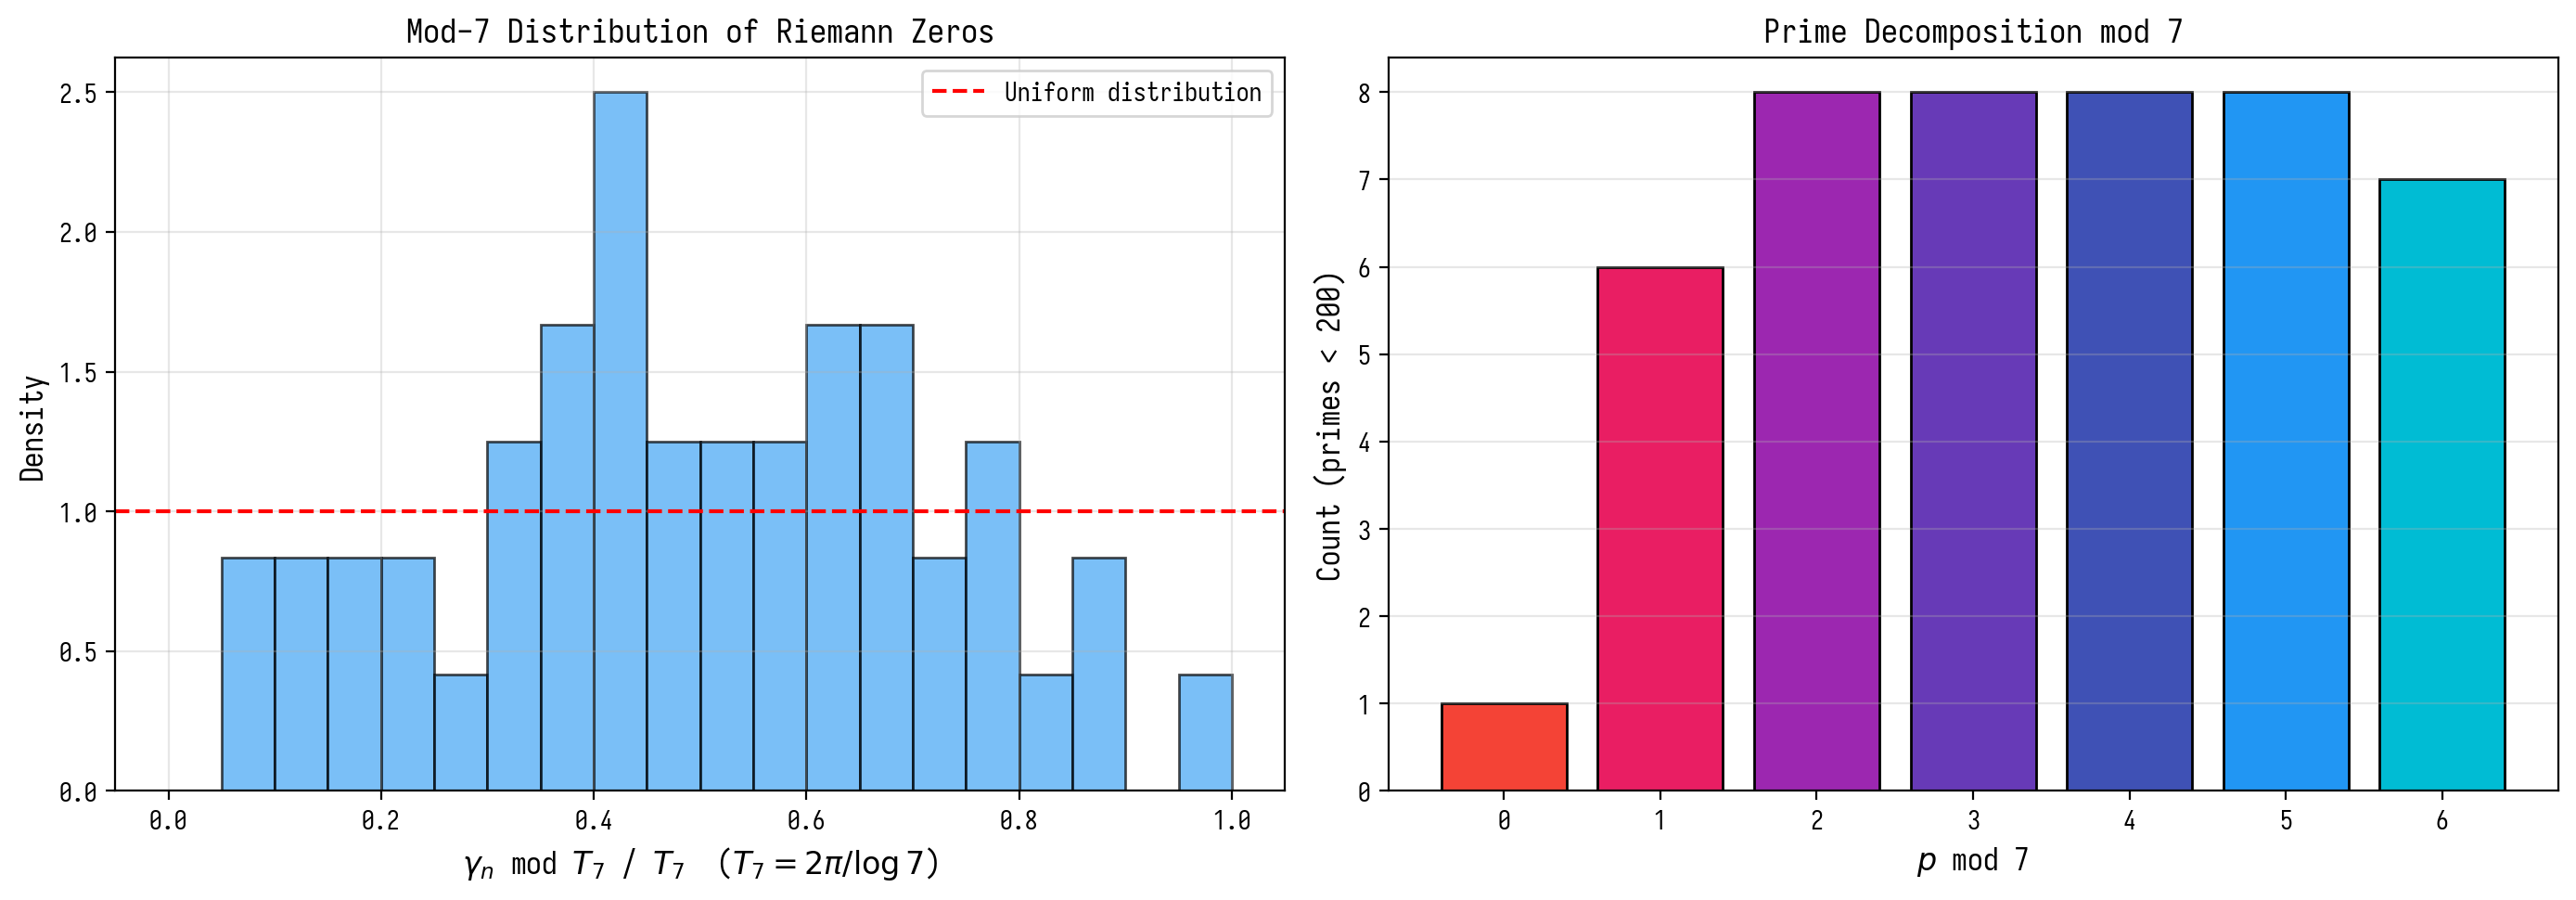 Mod-7 Distribution of Riemann Zeros
Uniform distribution
Density
2.5
2.0
1.5
1.0
0.5
0.0
0.0 0.2 0.4 0.6 0.8 1.0
γₙ mod T₇ / T₇ (T₇ = 2π/log 7)
Prime Decomposition mod 7
Count (primes < 200)
8
7
6
5
4
3
2
1
0
0 1 2 3 4 5 6
p mod 7